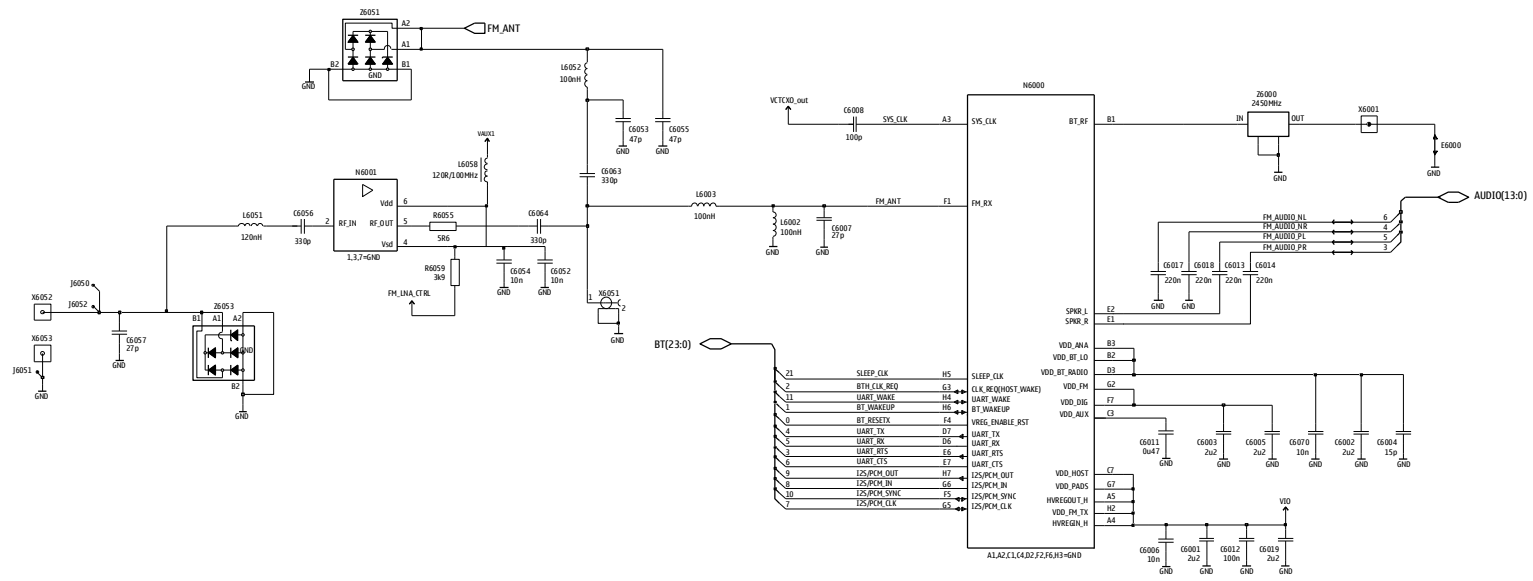 Z6051
A2
FM_ANT
A1
B2
B1
GND
GND
L6052
100nH
C6053
47p
GND
C6055
47p
GND
VAUX1
L6058
120R/100MHz
C6063
330p
N6001
Vdd
6
L6051
120nH
C6056
330p
2
RF_IN
RF_OUT
5
R6055
5R6
C6064
330p
Vsd
4
1,3,7=GND
R6059
3k9
C6054
10n
GND
C6052
10n
GND
FM_LNA_CTRL
1
X6051
2
GND
L6003
100nH
L6002
100nH
GND
C6007
27p
GND
FM_ANT
F1
FM_RX
J6050
X6052
J6052
C6057
27p
GND
X6053
J6051
GND
Z6053
B1
A1
A2
GND
B2
GND
VCTCXO_out
C6008
100p
SYS_CLK
A3
SYS_CLK
N6000
BT_RF
B1
Z6000
2450MHz
IN
OUT
GND
X6001
E6000
GND
AUDIO(13:0)
FM_AUDIO_NL
6
FM_AUDIO_NR
4
FM_AUDIO_PL
5
FM_AUDIO_PR
3
C6017
220n
GND
C6018
220n
GND
C6013
220n
C6014
220n
SPKR_L
E2
SPKR_R
E1
VDD_ANA
B3
VDD_BT_LO
B2
VDD_BT_RADIO
D3
VDD_FM
G2
VDD_DIG
F7
VDD_AUX
C3
C6011
0u47
GND
C6003
2u2
GND
C6005
2u2
GND
C6070
10n
GND
C6002
2u2
GND
C6004
15p
GND
VDD_HOST
C7
VDD_PADS
G7
HVREGOUT_H
A5
VDD_FM_TX
H2
HVREGIN_H
A4
VIO
C6006
10n
GND
C6001
2u2
GND
C6012
100n
GND
C6019
2u2
GND
BT(23:0)
21 SLEEP_CLK H5 SLEEP_CLK
2 BTH_CLK_REQ G3 CLK_REQ(HOST_WAKE)
11 UART_WAKE H4 UART_WAKE
1 BT_WAKEUP H6 BT_WAKEUP
0 BT_RESETX F4 VREG_ENABLE_RST
4 UART_TX D7 UART_TX
5 UART_RX D6 UART_RX
3 UART_RTS E6 UART_RTS
6 UART_CTS E7 UART_CTS
9 I2S/PCM_OUT H7 I2S/PCM_OUT
8 I2S/PCM_IN G6 I2S/PCM_IN
10 I2S/PCM_SYNC F5 I2S/PCM_SYNC
7 I2S/PCM_CLK G5 I2S/PCM_CLK
A1,A2,C1,C4,D2,F2,F6,H3=GND